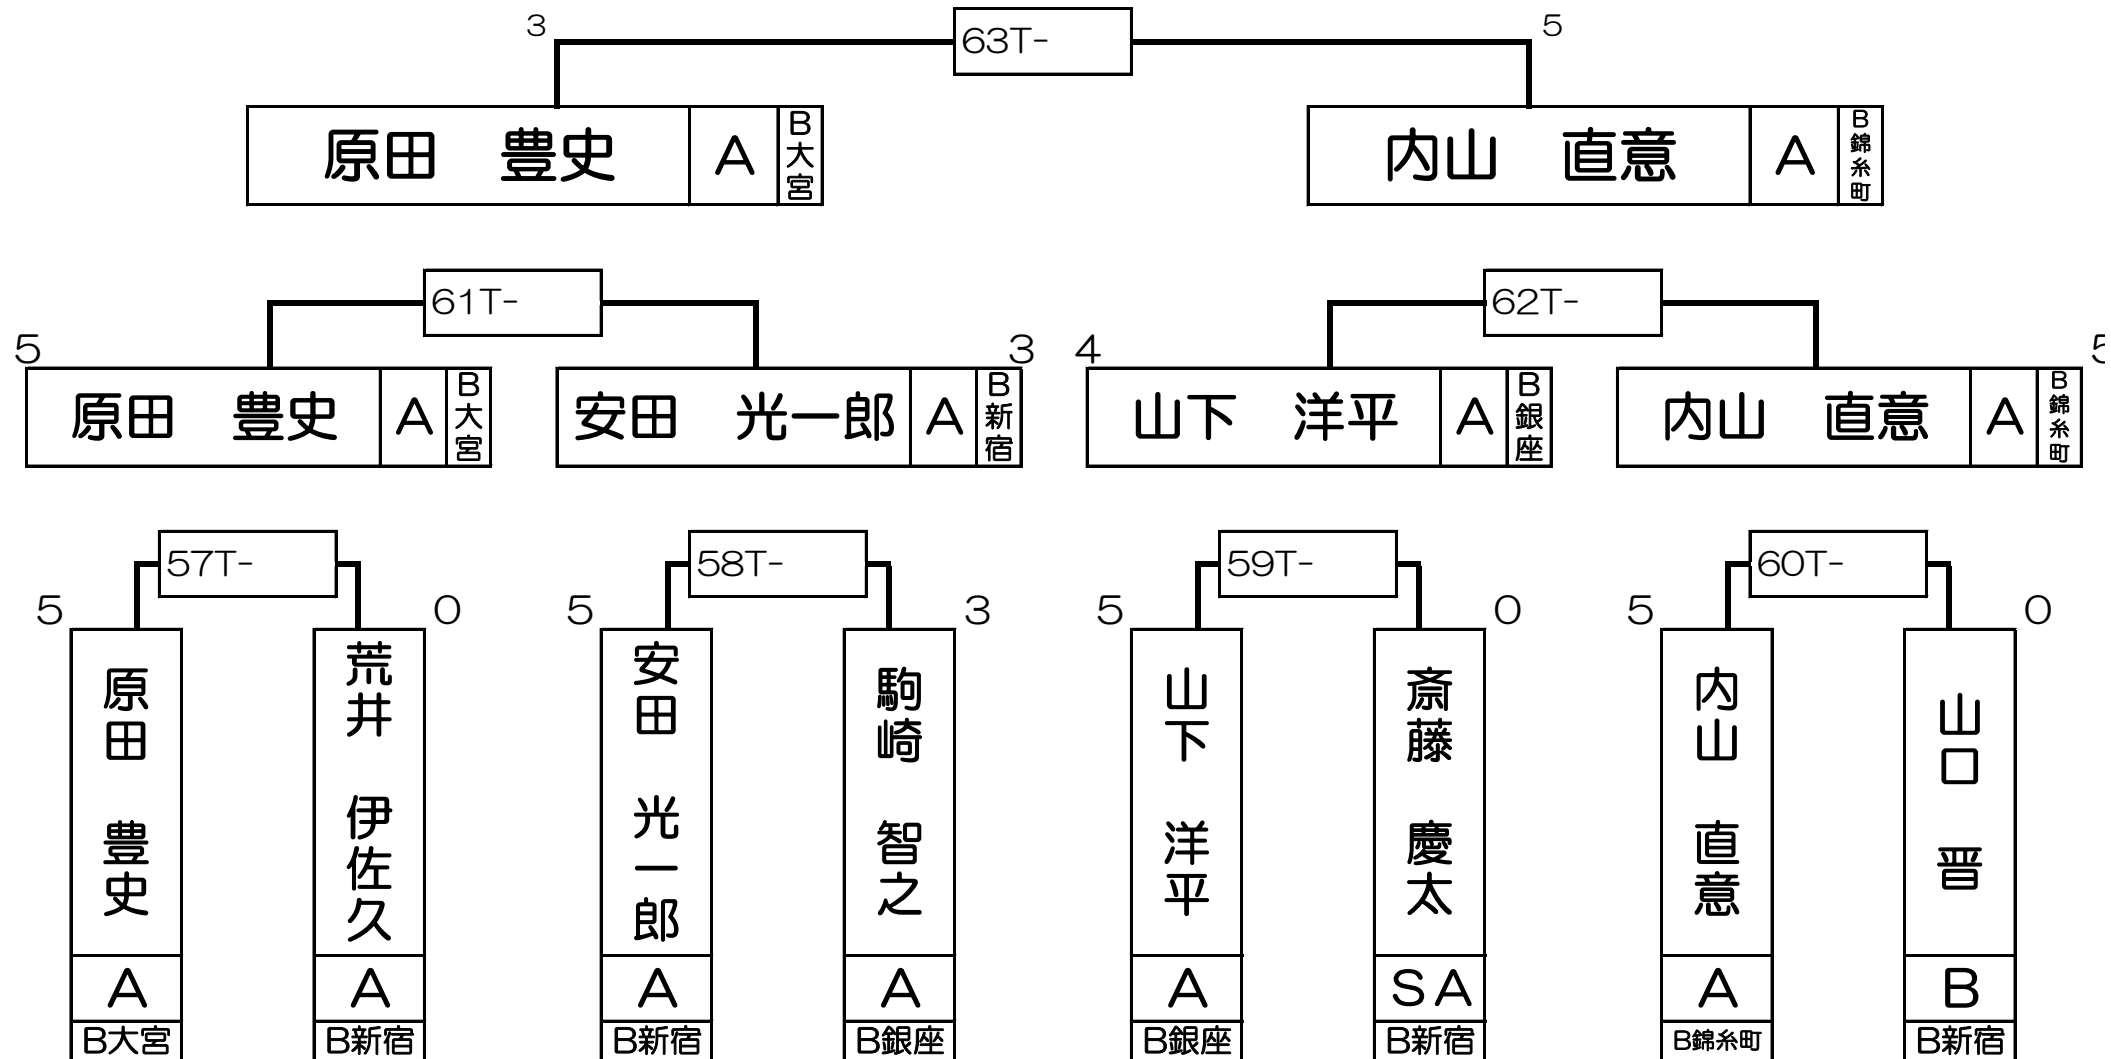 3 63T- 5
原田 豊史 A B大宮
内山 直意 A B錦糸町
61T-
62T-
5 3 4 5
原田 豊史 A B大宮
安田 光一郎 A B新宿
山下 洋平 A B銀座
内山 直意 A B錦糸町
57T-
58T-
59T-
60T-
5 0 5 3 5 0 5 0
原田 豊史
A
B大宮
荒井 伊佐久
A
B新宿
安田 光一郎
A
B新宿
駒崎 智之
A
B銀座
山下 洋平
A
B銀座
斎藤 慶太
SA
B新宿
内山 直意
A
B錦糸町
山口 晋
B
B新宿